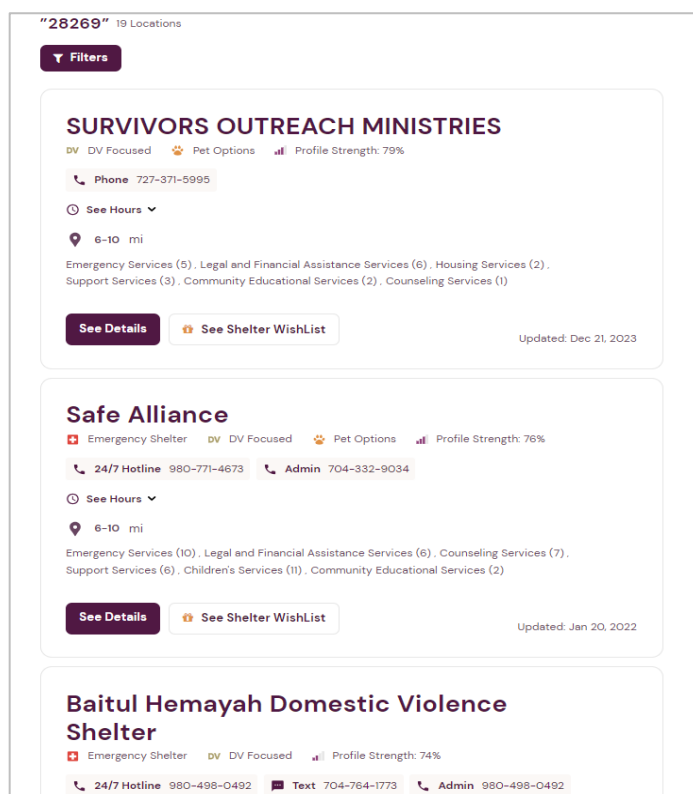 "28269" 19 Locations
Filters
SURVIVORS OUTREACH MINISTRIES
DV DV Focused Pet Options Profile Strength: 79%
Phone 727-371-5995
See Hours
6-10 mi
Emergency Services (5) , Legal and Financial Assistance Services (6) , Housing Services (2) ,
Support Services (3) , Community Educational Services (2) , Counseling Services (1)
See Details See Shelter WishList
Updated: Dec 21, 2023
Safe Alliance
Emergency Shelter DV DV Focused Pet Options Profile Strength: 76%
24/7 Hotline 980-771-4673 Admin 704-332-9034
See Hours
6-10 mi
Emergency Services (10) , Legal and Financial Assistance Services (6) , Counseling Services (7) ,
Support Services (6) , Children's Services (11) , Community Educational Services (2)
See Details See Shelter WishList
Updated: Jan 20, 2022
Baitul Hemayah Domestic Violence
Shelter
Emergency Shelter DV DV Focused Profile Strength: 74%
24/7 Hotline 980-498-0492 Text 704-764-1773 Admin 980-498-0492